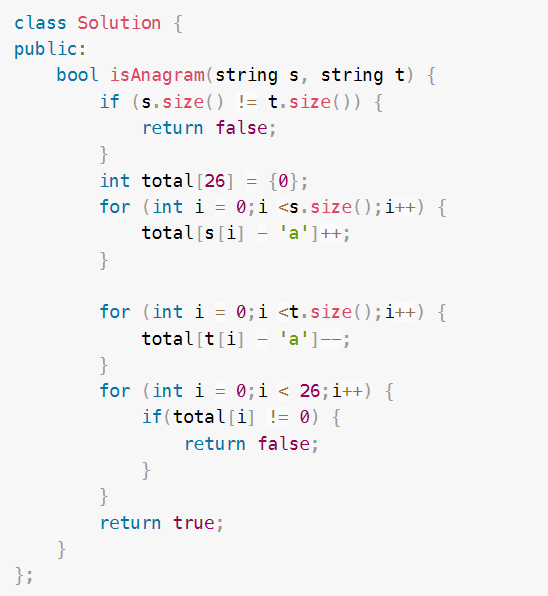 class Solution {
public:
    bool isAnagram(string s, string t) {
        if (s.size() != t.size()) {
            return false;
        }
        int total[26] = {0};
        for (int i = 0;i <s.size();i++) {
            total[s[i] - 'a']++;
        }

        for (int i = 0;i <t.size();i++) {
            total[t[i] - 'a']--;
        }
        for (int i = 0;i < 26;i++) {
            if(total[i] != 0) {
                return false;
            }
        }
        return true;
    }
};